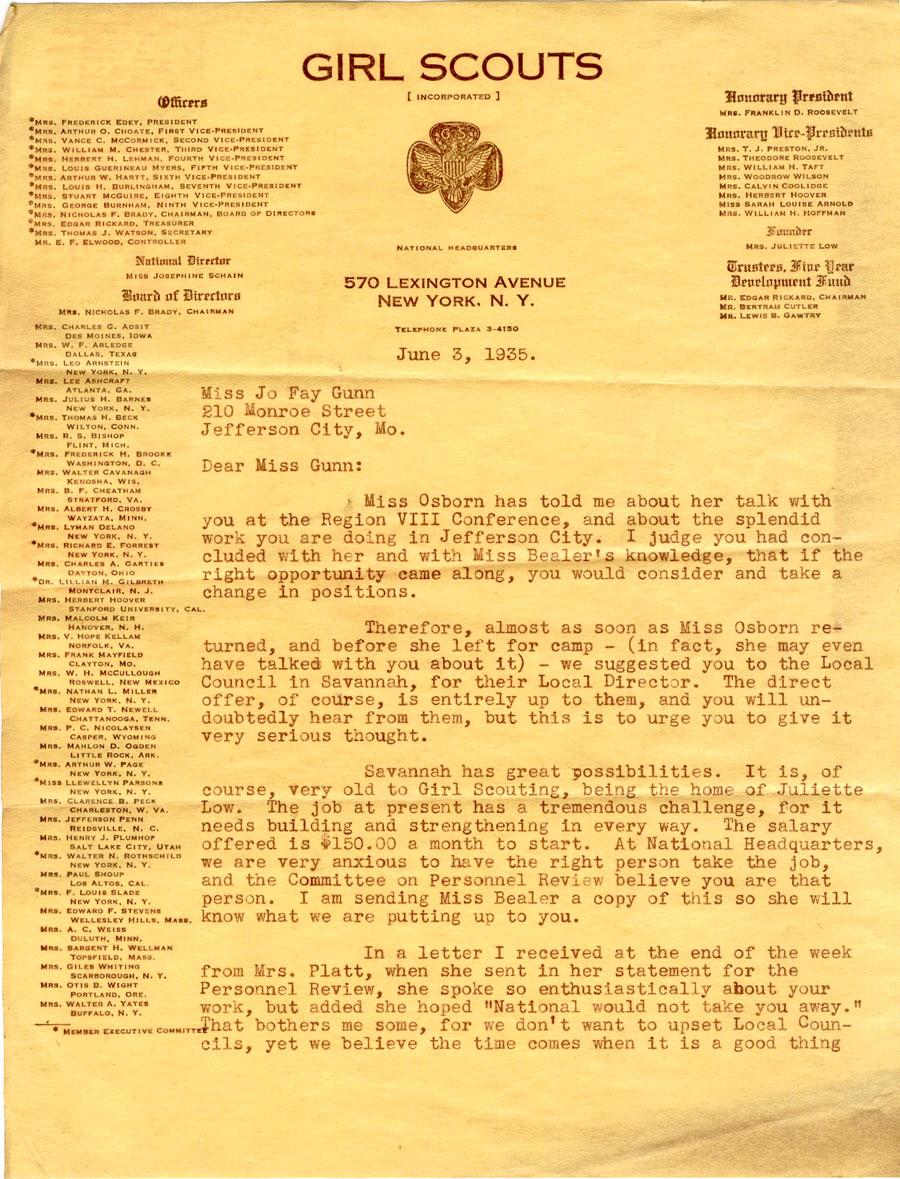 GIRL SCOUTS
[ INCORPORATED ]
Officers
*Mrs. Frederick Edey, President
*Mrs. Arthur O. Choate, First Vice-President
*Mrs. Vance C. McCormick, Second Vice-President
*Mrs. William M. Chester, Third Vice-President
*Mrs. Herbert H. Lehman, Fourth Vice-President
*Mrs. Louis Guerineau Myers, Fifth Vice-President
*Mrs. Arthur W. Hartt, Sixth Vice-President
*Mrs. Louis H. Burlingham, Seventh Vice-President
*Mrs. Stuart McGuire, Eighth Vice-President
*Mrs. George Burnham, Ninth Vice-President
*Mrs. Nicholas F. Brady, Chairman, Board of Directors
*Mrs. Edgar Rickard, Treasurer
*Mrs. Thomas J. Watson, Secretary
Mr. E. F. Elwood, Controller
National Director
Miss Josephine Schain
Board of Directors
Mrs. Nicholas F. Brady, Chairman
Mrs. Charles G. Adsit
Des Moines, Iowa
Mrs. W. F. Arledge
Dallas, Texas
*Mrs. Leo Arnstein
New York, N. Y.
Mrs. Lee Ashcraft
Atlanta, Ga.
Mrs. Julius H. Barnes
New York, N. Y.
*Mrs. Thomas H. Beck
Wilton, Conn.
Mrs. R. S. Bishop
Flint, Mich.
*Mrs. Frederick H. Brooke
Washington, D. C.
Mrs. Walter Cavanagh
Kenosha, Wis.
Mrs. B. F. Cheatham
Stratford, Va.
Mrs. Albert H. Crosby
Wayzata, Minn.
*Mrs. Lyman Delano
New York, N. Y.
*Mrs. Richard E. Forrest
New York, N. Y.
Mrs. Charles A. Garties
Dayton, Ohio
*Dr. Lillian M. Gilbreth
Montclair, N. J.
Mrs. Herbert Hoover
Stanford University, Cal.
Mrs. Malcolm Keir
Hanover, N. H.
Mrs. V. Hope Kellam
Norfolk, Va.
Mrs. Frank Mayfield
Clayton, Mo.
Mrs. W. H. McCullough
Roswell, New Mexico
*Mrs. Nathan L. Miller
New York, N. Y.
Mrs. Edward T. Newell
Chattanooga, Tenn.
Mrs. P. C. Nicolaysen
Casper, Wyoming
Mrs. Mahlon D. Ogden
Little Rock, Ark.
*Mrs. Arthur W. Page
New York, N. Y.
*Miss Llewellyn Parsons
New York, N. Y.
Mrs. Clarence B. Peck
Charleston, W. Va.
Mrs. Jefferson Penn
Reidsville, N. C.
Mrs. Henry J. Plumhof
Salt Lake City, Utah
*Mrs. Walter N. Rothschild
New York, N. Y.
Mrs. Paul Shoup
Los Altos, Cal.
*Mrs. F. Louis Slade
New York, N. Y.
Mrs. Edward F. Stevens
Wellesley Hills, Mass.
Mrs. A. C. Weiss
Duluth, Minn.
Mrs. Sargent H. Wellman
Topsfield, Mass.
Mrs. Giles Whiting
Scarborough, N. Y.
Mrs. Otis B. Wight
Portland, Ore.
Mrs. Walter A. Yates
Buffalo, N. Y.
* Member Executive Committee
GS
National Headquarters
570 Lexington Avenue
New York, N. Y.
Telephone Plaza 3-4150
Honorary President
Mrs. Franklin D. Roosevelt
Honorary Vice-Presidents
Mrs. T. J. Preston, Jr.
Mrs. Theodore Roosevelt
Mrs. William H. Taft
Mrs. Woodrow Wilson
Mrs. Calvin Coolidge
Mrs. Herbert Hoover
Miss Sarah Louise Arnold
Mrs. William H. Hoffman
Founder
Mrs. Juliette Low
Trustees, Five Year
Development Fund
Mr. Edgar Rickard, Chairman
Mr. Bertram Cutler
Mr. Lewis B. Gawtry
June 3, 1935.
Miss Jo Fay Gunn
210 Monroe Street
Jefferson City, Mo.
Dear Miss Gunn:
Miss Osborn has told me about her talk with
you at the Region VIII Conference, and about the splendid
work you are doing in Jefferson City. I judge you had con-
cluded with her and with Miss Bealer's knowledge, that if the
right opportunity came along, you would consider and take a
change in positions.
Therefore, almost as soon as Miss Osborn re-
turned, and before she left for camp - (in fact, she may even
have talked with you about it) - we suggested you to the Local
Council in Savannah, for their Local Director. The direct
offer, of course, is entirely up to them, and you will un-
doubtedly hear from them, but this is to urge you to give it
very serious thought.
Savannah has great possibilities. It is, of
course, very old to Girl Scouting, being the home of Juliette
Low. The job at present has a tremendous challenge, for it
needs building and strengthening in every way. The salary
offered is $150.00 a month to start. At National Headquarters,
we are very anxious to have the right person take the job,
and the Committee on Personnel Review believe you are that
person. I am sending Miss Bealer a copy of this so she will
know what we are putting up to you.
In a letter I received at the end of the week
from Mrs. Platt, when she sent in her statement for the
Personnel Review, she spoke so enthusiastically about your
work, but added she hoped "National would not take you away."
That bothers me some, for we don't want to upset Local Coun-
cils, yet we believe the time comes when it is a good thing